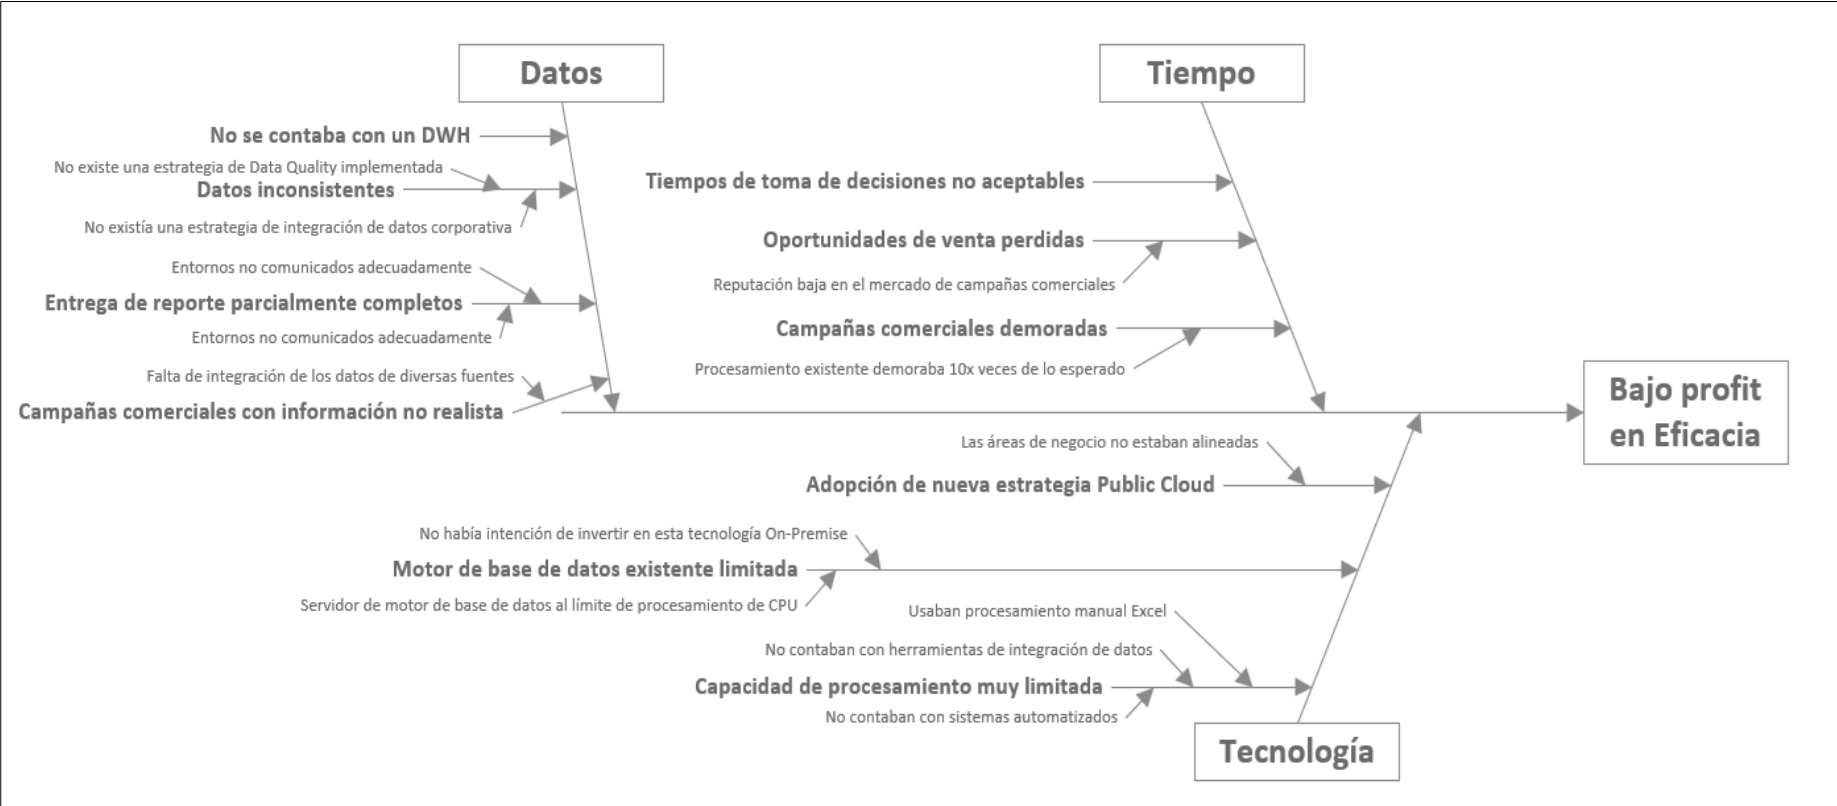 Datos
No se contaba con un DWH
No existe una estrategia de Data Quality implementada
Datos inconsistentes
No existía una estrategia de integración de datos corporativa
Entornos no comunicados adecuadamente
Entrega de reporte parcialmente completos
Entornos no comunicados adecuadamente
Falta de integración de los datos de diversas fuentes
Campañas comerciales con información no realista
Tiempo
Tiempos de toma de decisiones no aceptables
Oportunidades de venta perdidas
Reputación baja en el mercado de campañas comerciales
Campañas comerciales demoradas
Procesamiento existente demoraba 10x veces de lo esperado
Bajo profit
en Eficacia
Las áreas de negocio no estaban alineadas
Adopción de nueva estrategia Public Cloud
No había intención de invertir en esta tecnología On-Premise
Motor de base de datos existente limitada
Servidor de motor de base de datos al límite de procesamiento de CPU
Usaban procesamiento manual Excel
No contaban con herramientas de integración de datos
Capacidad de procesamiento muy limitada
No contaban con sistemas automatizados
Tecnología